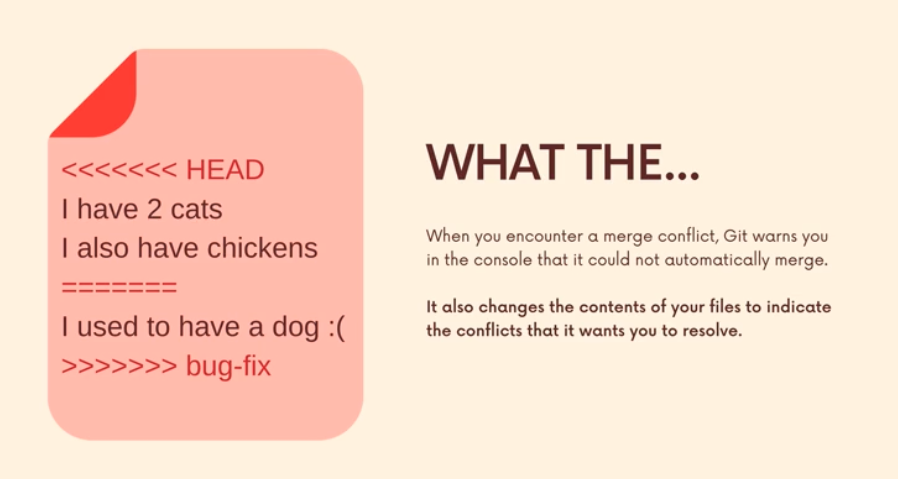 <<<<<<< HEAD
I have 2 cats
I also have chickens
=======
I used to have a dog :(
>>>>>>> bug-fix
WHAT THE...
When you encounter a merge conflict, Git warns you
in the console that it could not automatically merge.
It also changes the contents of your files to indicate
the conflicts that it wants you to resolve.